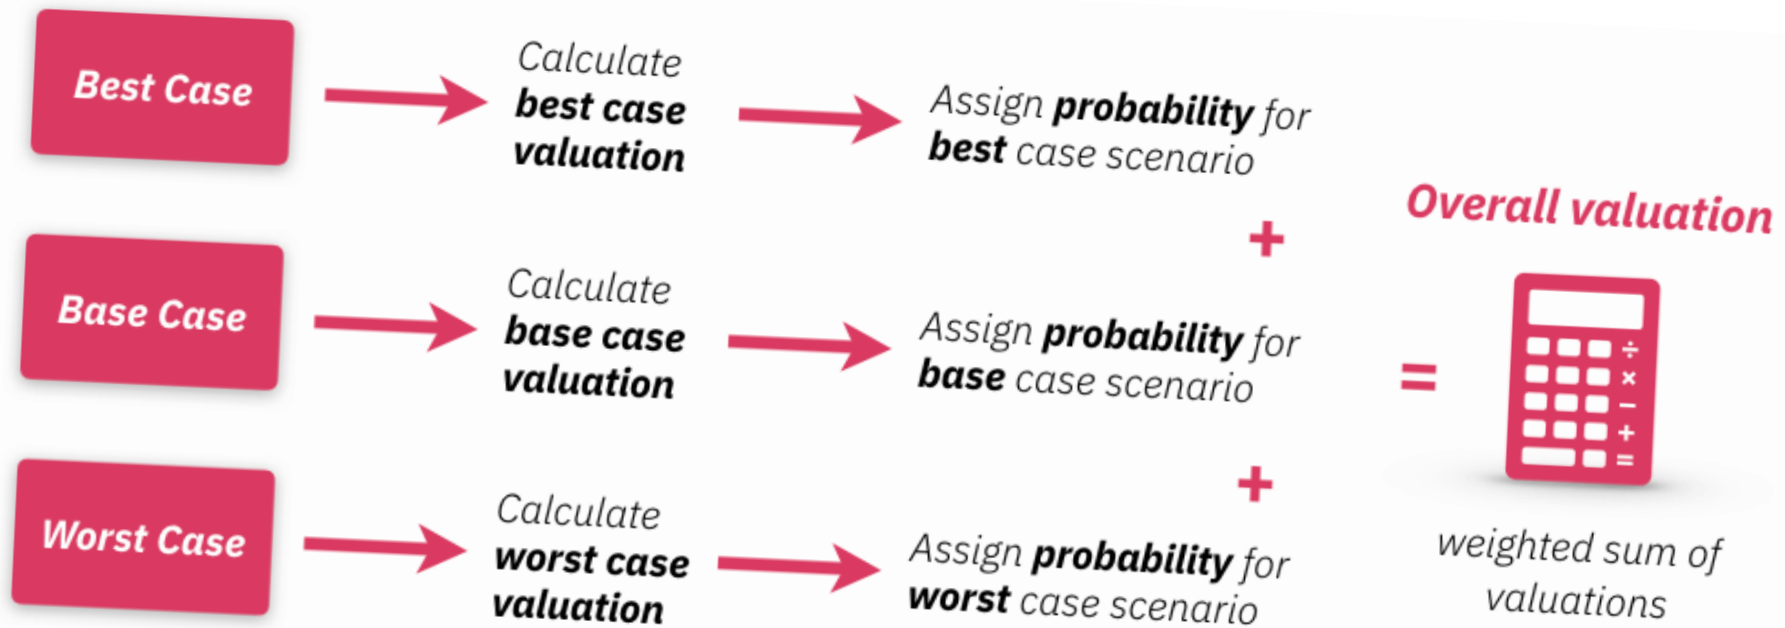 Best Case
Calculate
best case
valuation
Assign probability for
best case scenario
+
Base Case
Calculate
base case
valuation
Assign probability for
base case scenario
+
Worst Case
Calculate
worst case
valuation
Assign probability for
worst case scenario
=
Overall valuation
÷
×
−
+
=
weighted sum of
valuations